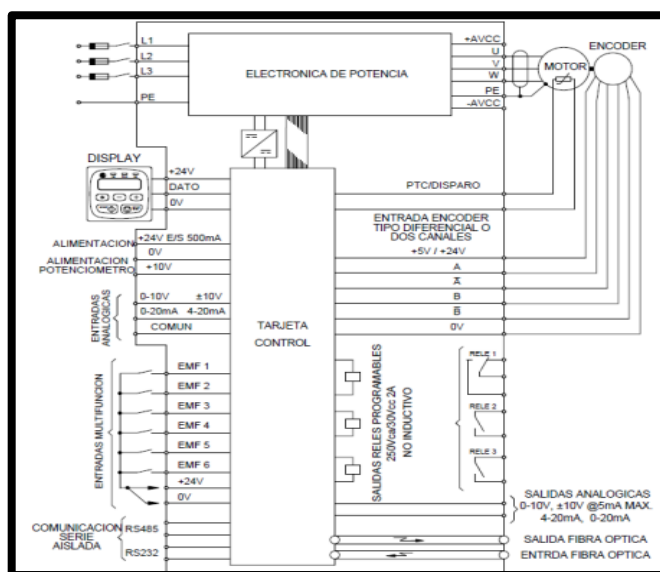 L1
L2
L3
PE
ELECTRONICA DE POTENCIA
+AVCC
U
V
W
PE
-AVCC
MOTOR
ENCODER
DISPLAY
+24V
DATO
0V
PTC/DISPARO
ENTRADA ENCODER
TIPO DIFERENCIAL O
DOS CANALES
+5V / +24V
A
A̅
B
B̅
0V
ALIMENTACION
+24V E/S 500mA
0V
ALIMENTACION
POTENCIOMETRO
+10V
ENTRADAS
ANALOGICAS
0-10V ±10V
0-20mA 4-20mA
COMUN
TARJETA
CONTROL
ENTRADAS MULTIFUNCION
EMF 1
EMF 2
EMF 3
EMF 4
EMF 5
EMF 6
+24V
0V
SALIDAS RELES PROGRAMABLES
250Vca/30Vcc 2A
NO INDUCTIVO
RELE 1
RELE 2
RELE 3
COMUNICACION
SERIE
AISLADA
RS485
RS232
SALIDAS ANALOGICAS
0-10V, ±10V @5mA MAX.
4-20mA, 0-20mA
SALIDA FIBRA OPTICA
ENTRDA FIBRA OPTICA